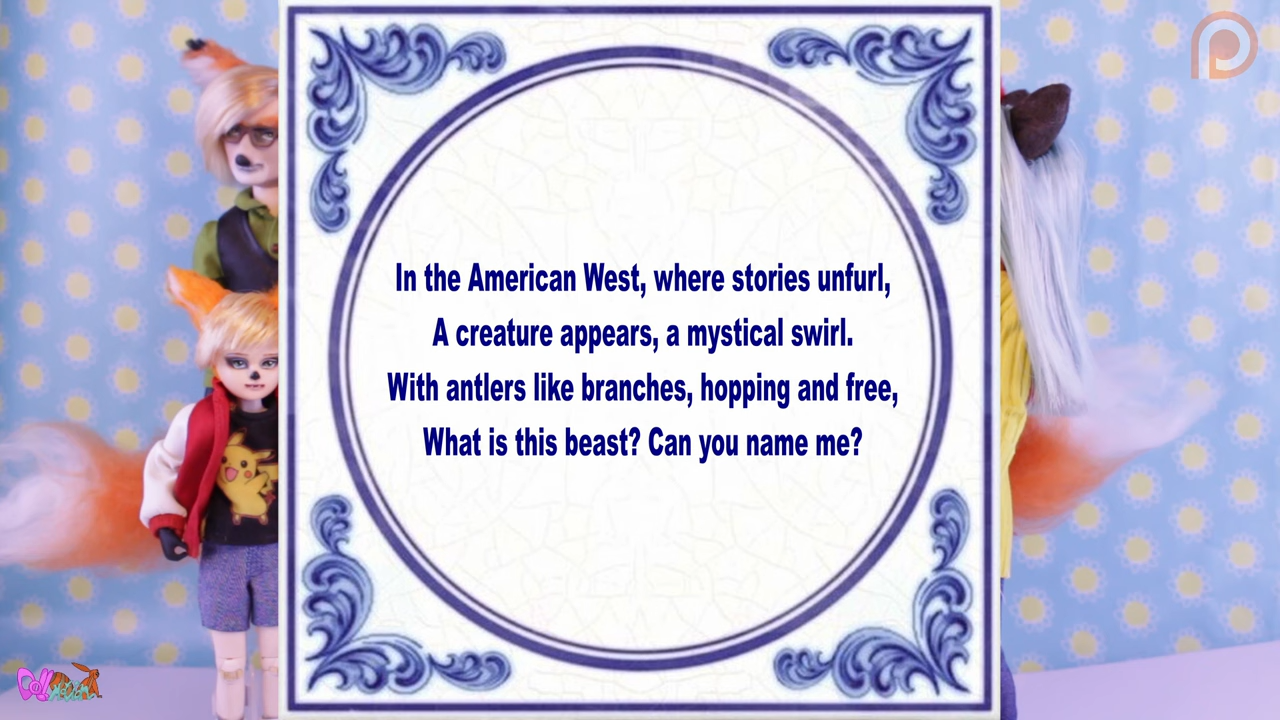 In the American West, where stories unfurl,
A creature appears, a mystical swirl.
With antlers like branches, hopping and free,
What is this beast? Can you name me?